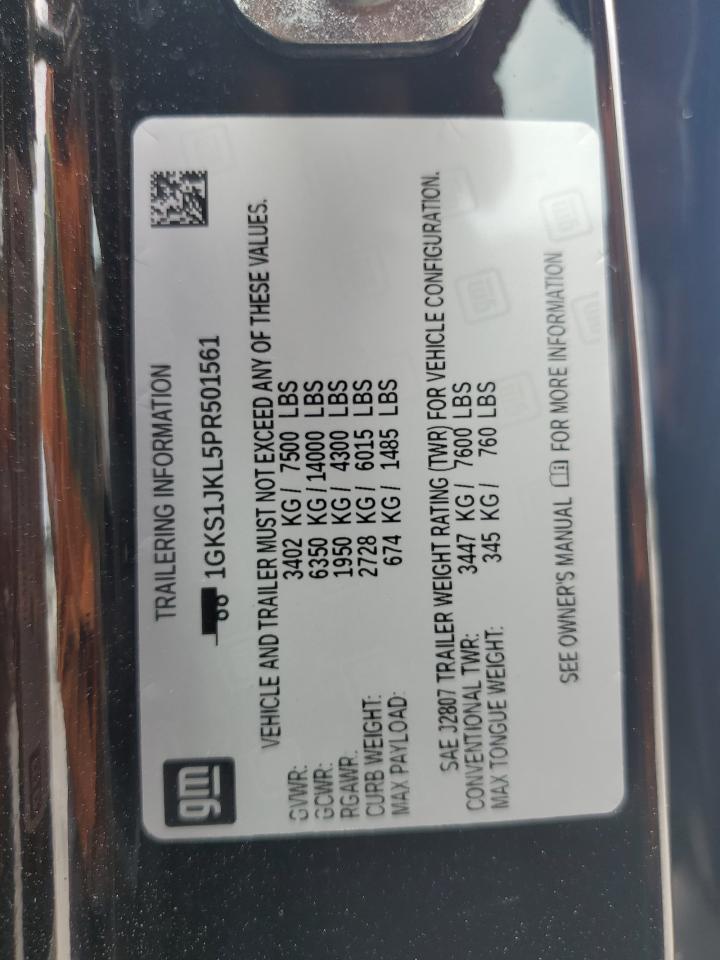 gm
TRAILERING INFORMATION
1GKS1JKL5PR501561
VEHICLE AND TRAILER MUST NOT EXCEED ANY OF THESE VALUES.
GVWR: 3402 KG / 7500 LBS
GCWR: 6350 KG / 14000 LBS
RGAWR: 1950 KG / 4300 LBS
CURB WEIGHT: 2728 KG / 6015 LBS
MAX PAYLOAD: 674 KG / 1485 LBS
SAE J2807 TRAILER WEIGHT RATING (TWR) FOR VEHICLE CONFIGURATION.
CONVENTIONAL TWR: 3447 KG / 7600 LBS
MAX TONGUE WEIGHT: 345 KG / 760 LBS
SEE OWNER'S MANUAL FOR MORE INFORMATION